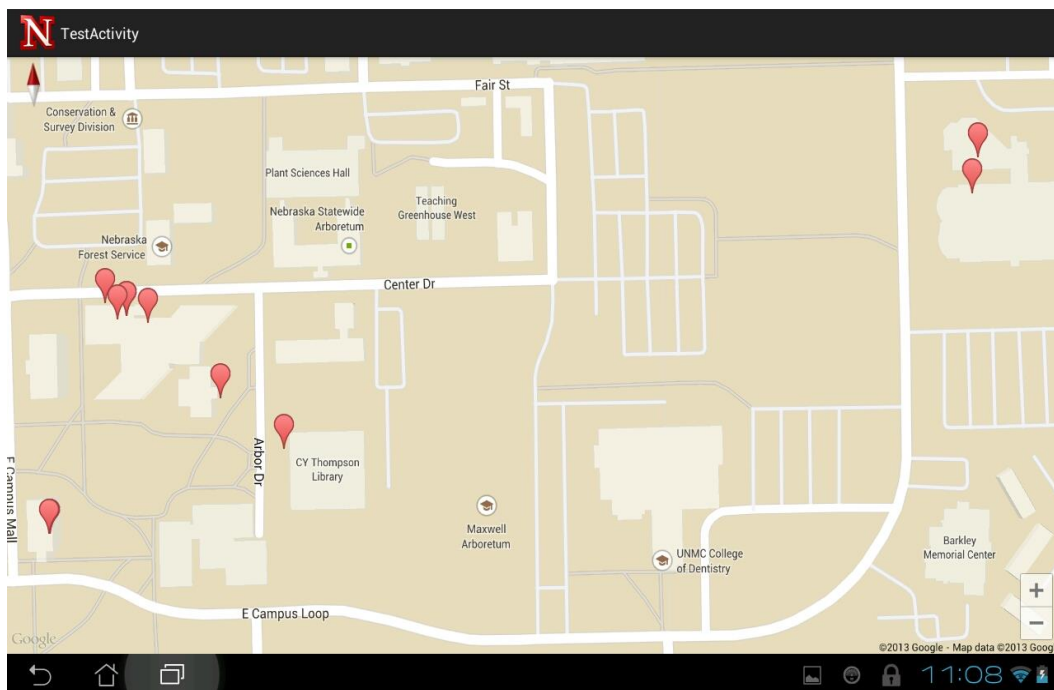 N TestActivity
Fair St
Conservation &
Survey Division
Plant Sciences Hall
Teaching
Greenhouse West
Nebraska Statewide
Arboretum
Nebraska
Forest Service
Center Dr
Arbor Dr
CY Thompson
Library
E Campus Mall
Maxwell
Arboretum
UNMC College
of Dentistry
Barkley
Memorial Center
E Campus Loop
+
−
Google
©2013 Google - Map data ©2013 Goog
11:08